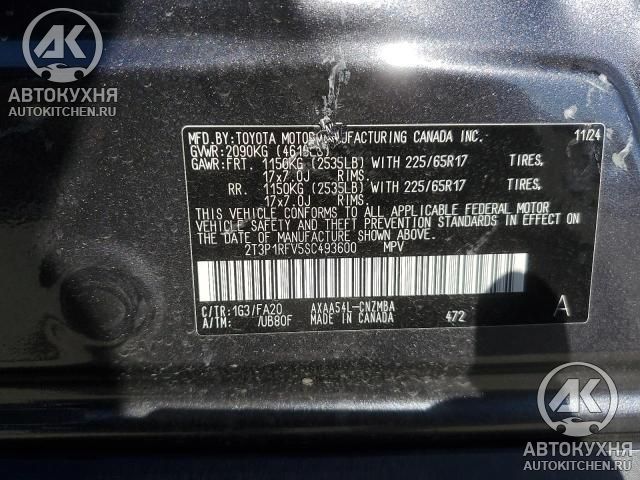 АК
АВТОКУХНЯ
AUTOKITCHEN.RU
MFD.BY:TOYOTA MOTOR MANUFACTURING CANADA INC. 11/24
GVWR:2090KG (4615
GAWR:FRT. 1150KG (2535LB) WITH 225/65R17 TIRES,
17x7.0J RIMS.
RR. 1150KG (2535LB) WITH 225/65R17 TIRES,
17x7.0J RIMS.
THIS VEHICLE CONFORMS TO ALL APPLICABLE FEDERAL MOTOR
VEHICLE SAFETY AND THEFT PREVENTION STANDARDS IN EFFECT ON
THE DATE OF MANUFACTURE SHOWN ABOVE.
2T3P1RFV5SC493600 MPV
C/TR:1G3/FA20 AXAA54L-CNZMBA A
A/TM: /UB80F MADE IN CANADA 472
АК
АВТОКУХНЯ
AUTOKITCHEN.RU